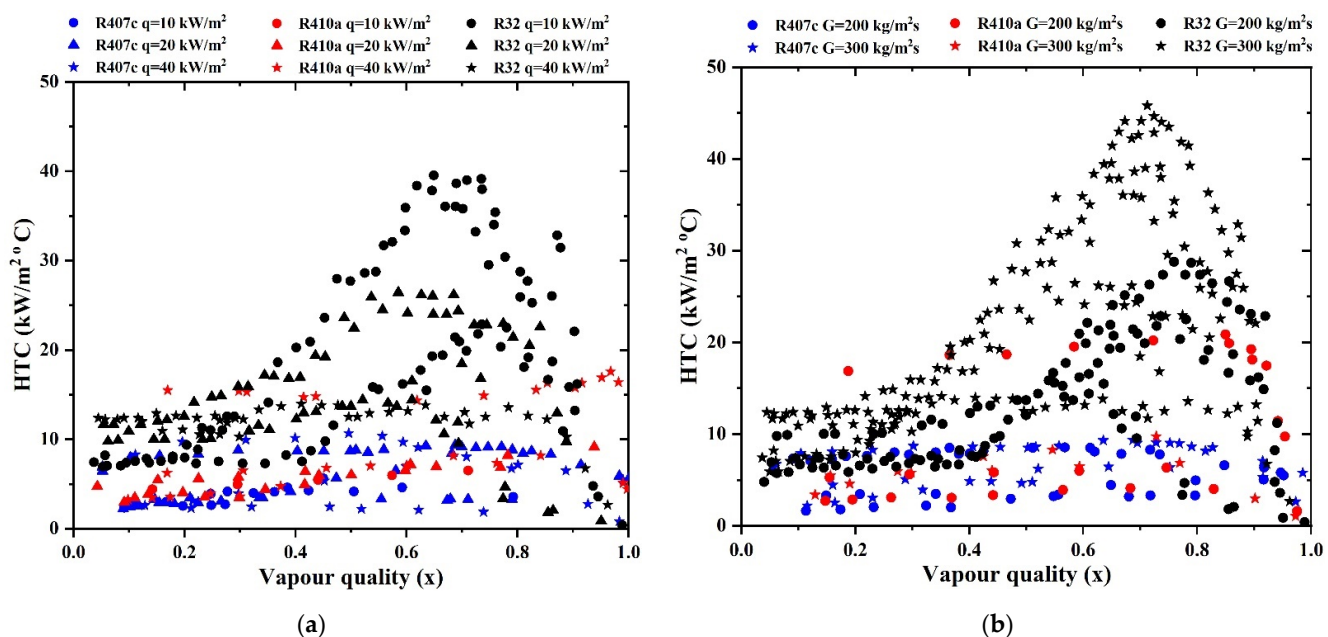 R407c q=10 kW/m² R410a q=10 kW/m² R32 q=10 kW/m²
R407c q=20 kW/m² R410a q=20 kW/m² R32 q=20 kW/m²
R407c q=40 kW/m² R410a q=40 kW/m² R32 q=40 kW/m²
50
40
30
20
10
0
HTC (kW/m² °C)
0.0 0.2 0.4 0.6 0.8 1.0
Vapour quality (x)
(a)
R407c G=200 kg/m²s R410a G=200 kg/m²s R32 G=200 kg/m²s
R407c G=300 kg/m²s R410a G=300 kg/m²s R32 G=300 kg/m²s
50
40
30
20
10
0
HTC (kW/m² °C)
0.0 0.2 0.4 0.6 0.8 1.0
Vapour quality (x)
(b)